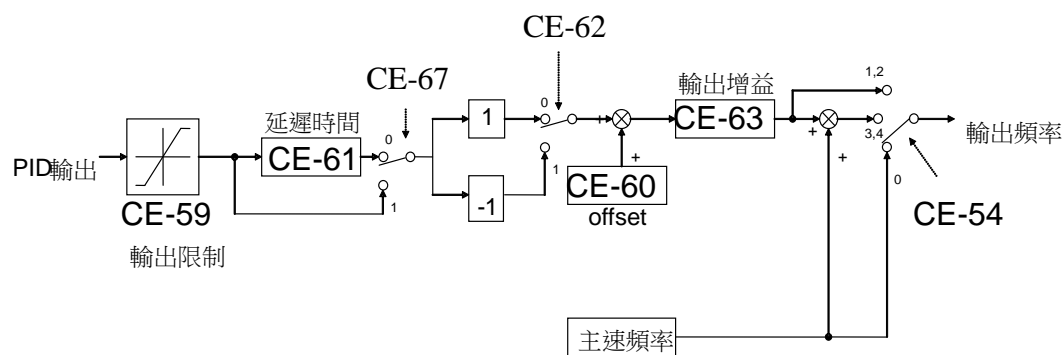 CE-62
CE-67
延遲時間
0
CE-61
1
PID輸出
CE-59
輸出限制
1
-1
0
1
+
+
CE-60
offset
輸出增益
CE-63
1,2
+
3,4
+
0
輸出頻率
CE-54
主速頻率